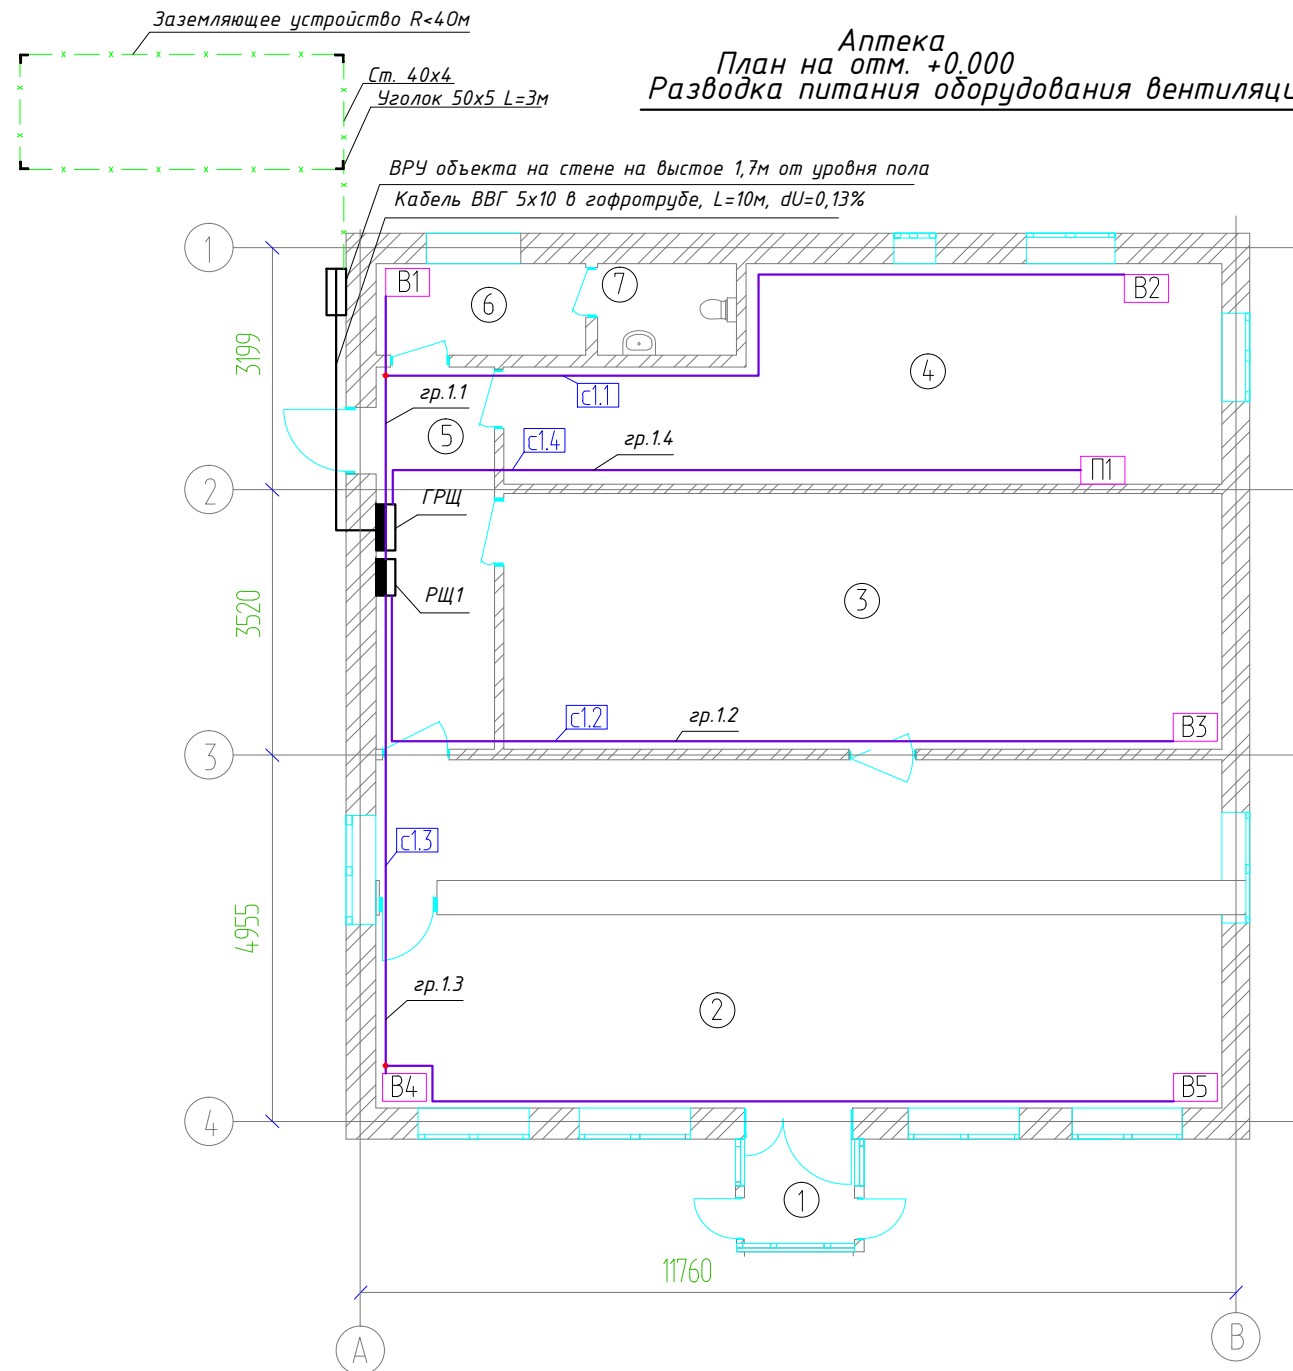 Заземляющее устройство R<4Ом
Аптека
План на отм. +0.000
Разводка питания оборудования вентиляци
Ст. 40х4
Уголок 50х5 L=3м
ВРУ объекта на стене на выстое 1,7м от уровня пола
Кабель ВВГ 5х10 в гофротрубе, L=10м, dU=0,13%
1
В1
6
7
В2
3199
4
гр.1.1
с1.1
5
с1.4
гр.1.4
П1
2
ГРЩ
РЩ1
3520
3
с1.2
гр.1.2
В3
3
с1.3
4955
гр.1.3
2
В4
В5
4
1
11760
А
В